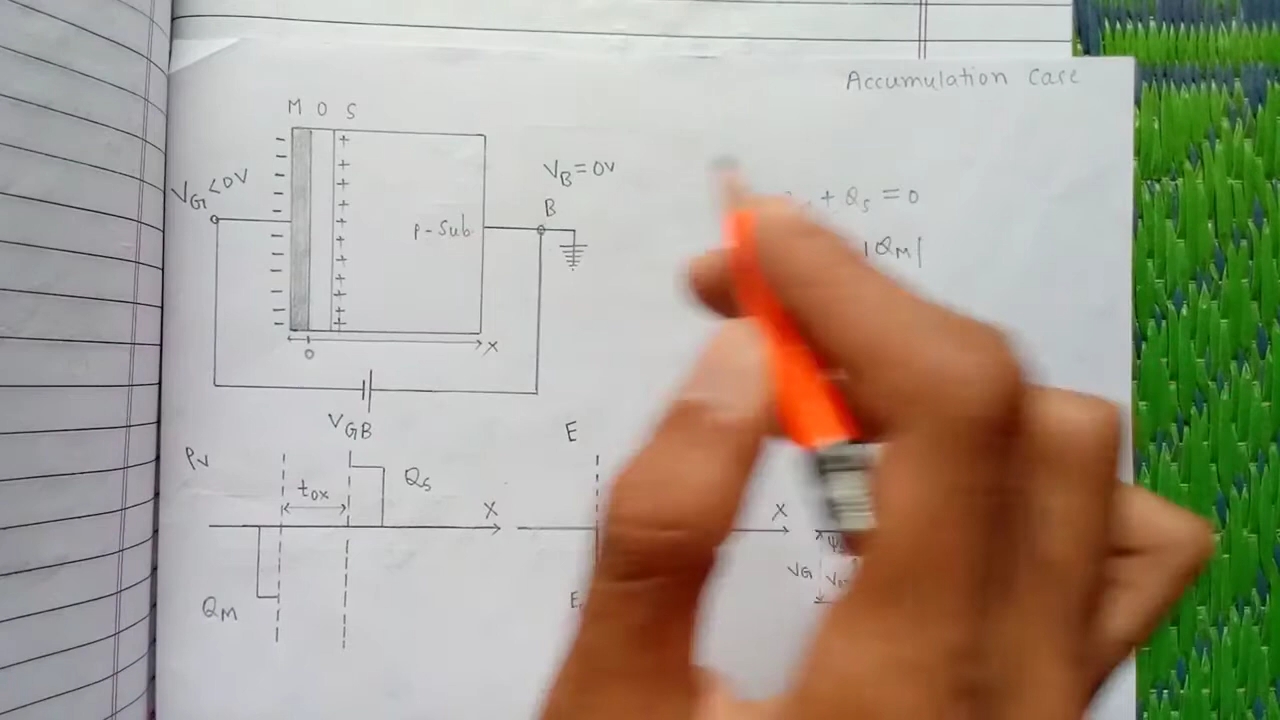 Accumulation Case
M O S
VG<0V
VB=0V
B
p-Sub
+ Qs = 0
|QM|
X
0
VGB
E
ρv
tox
Qs
X
X
VG
QM